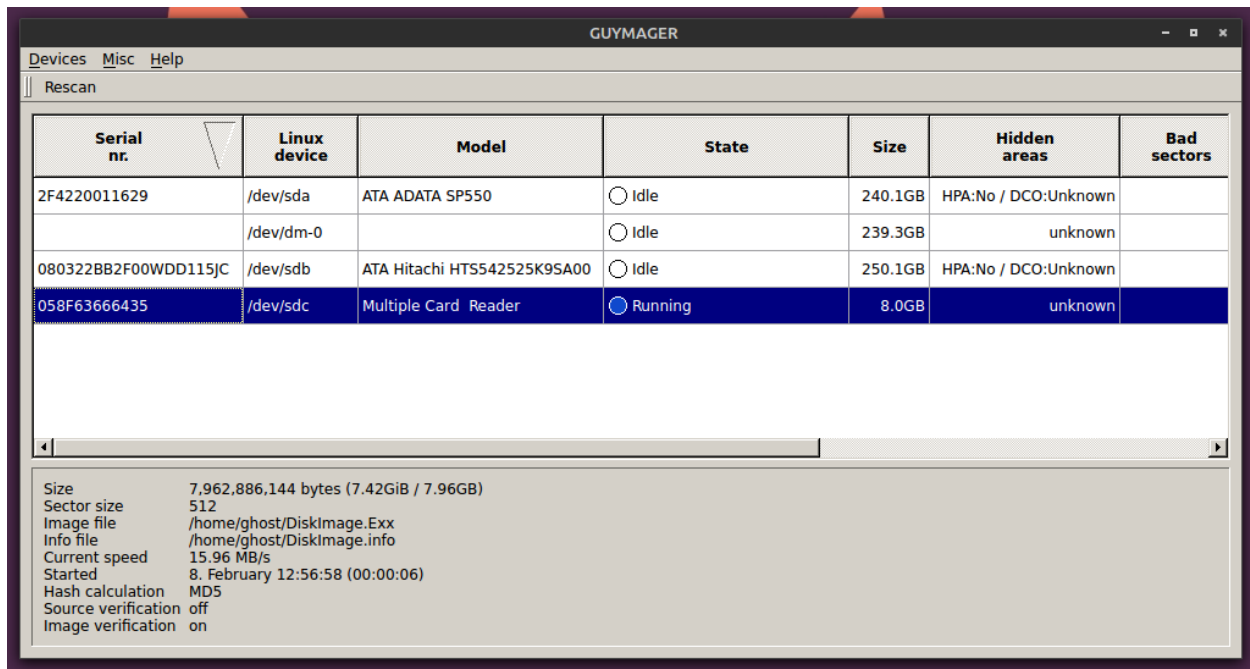 GUYMAGER
Devices Misc Help
Rescan
Serial nr. Linux device Model State Size Hidden areas Bad sectors
2F4220011629 /dev/sda ATA ADATA SP550 Idle 240.1GB HPA:No / DCO:Unknown
/dev/dm-0 Idle 239.3GB unknown
080322BB2F00WDD115JC /dev/sdb ATA Hitachi HTS542525K9SA00 Idle 250.1GB HPA:No / DCO:Unknown
058F63666435 /dev/sdc Multiple Card  Reader Running 8.0GB unknown
Size 7,962,886,144 bytes (7.42GiB / 7.96GB)
Sector size 512
Image file /home/ghost/DiskImage.Exx
Info file /home/ghost/DiskImage.info
Current speed 15.96 MB/s
Started 8. February 12:56:58 (00:00:06)
Hash calculation MD5
Source verification off
Image verification on